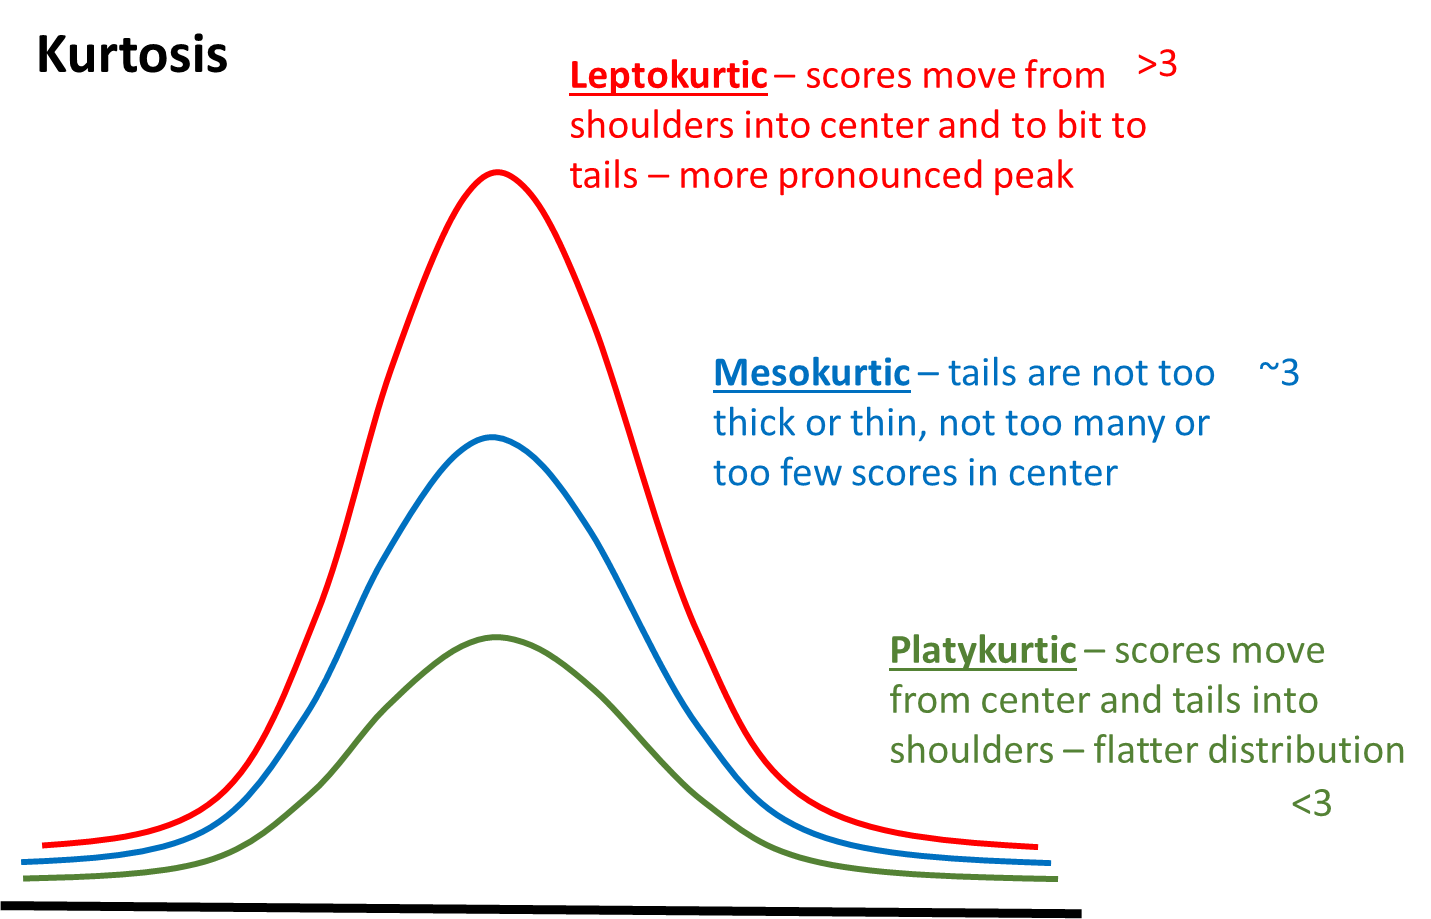 Kurtosis
Leptokurtic – scores move from >3
shoulders into center and to bit to
tails – more pronounced peak
Mesokurtic – tails are not too ~3
thick or thin, not too many or
too few scores in center
Platykurtic – scores move
from center and tails into
shoulders – flatter distribution
<3